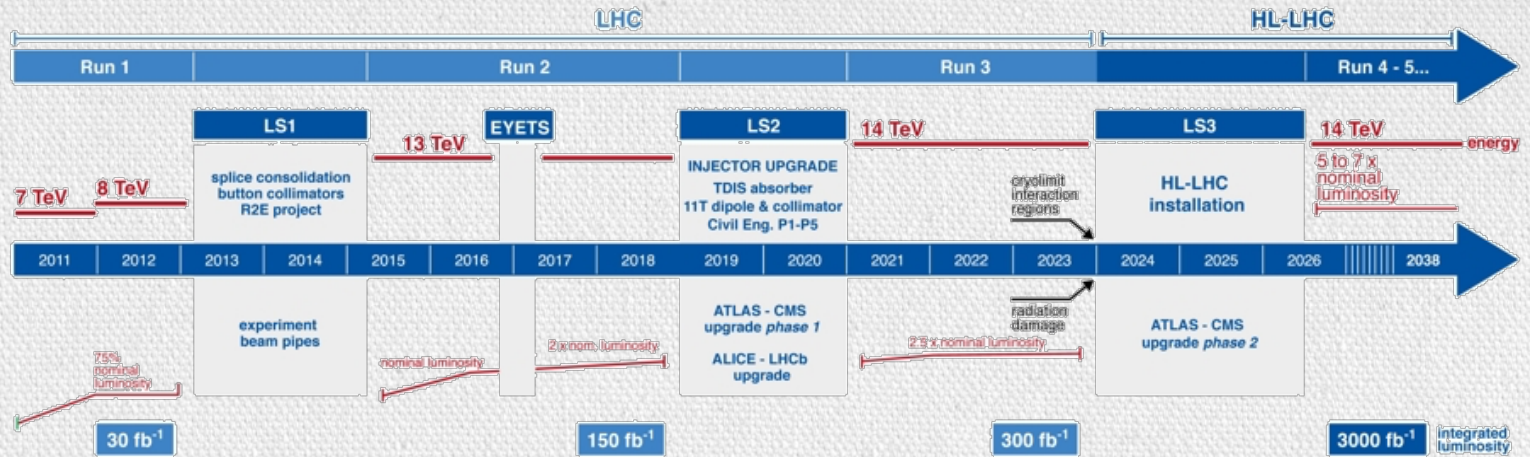 LHC
HL-LHC
Run 1
Run 2
Run 3
Run 4 - 5...
LS1
EYETS
LS2
LS3
13 TeV
14 TeV
14 TeV
energy
7 TeV
8 TeV
splice consolidation
button collimators
R2E project
INJECTOR UPGRADE
TDIS absorber
11T dipole & collimator
Civil Eng. P1-P5
cryolimit
interaction
regions
HL-LHC
installation
5 to 7 x
nominal
luminosity
2011
2012
2013
2014
2015
2016
2017
2018
2019
2020
2021
2022
2023
2024
2025
2026
2038
75%
nominal
luminosity
experiment
beam pipes
nominal luminosity
2 x nom. luminosity
ATLAS - CMS
upgrade phase 1
ALICE - LHCb
upgrade
radiation
damage
2.5 x nominal luminosity
ATLAS - CMS
upgrade phase 2
30 fb⁻¹
150 fb⁻¹
300 fb⁻¹
3000 fb⁻¹
integrated
luminosity